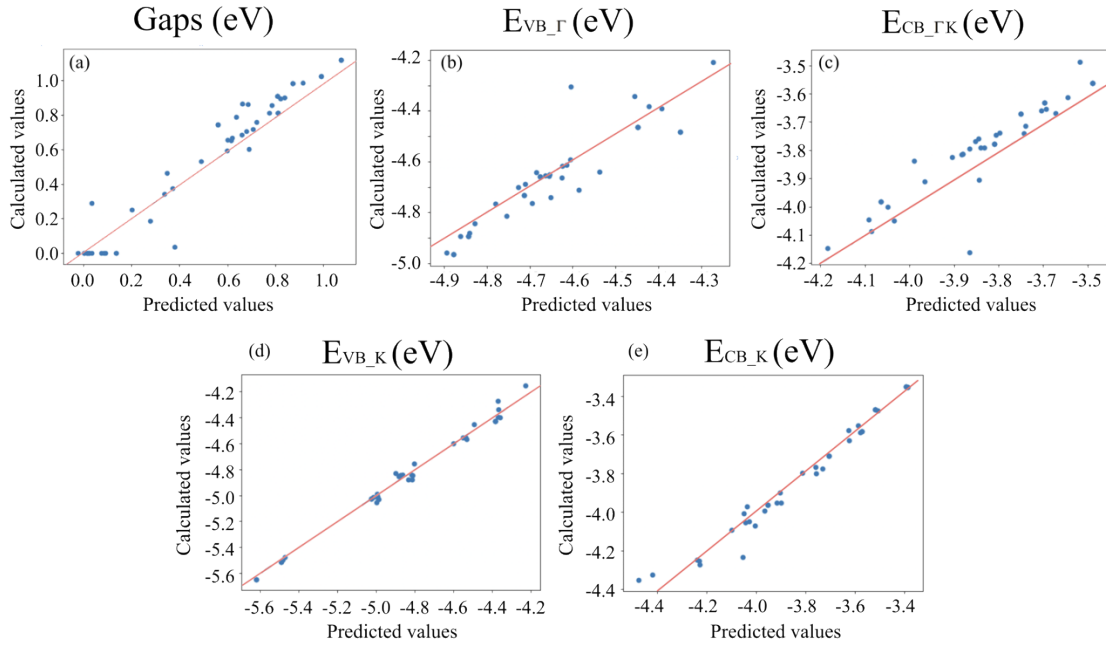 Gaps (eV)
E_VB_Γ (eV)
E_CB_ΓK (eV)
(a)
1.0
0.8
0.6
0.4
0.2
0.0
Calculated values
0.0 0.2 0.4 0.6 0.8 1.0
Predicted values
(b)
-4.2
-4.4
-4.6
-4.8
-5.0
Calculated values
-4.9 -4.8 -4.7 -4.6 -4.5 -4.4 -4.3
Predicted values
(c)
-3.5
-3.6
-3.7
-3.8
-3.9
-4.0
-4.1
-4.2
Calculated values
-4.2 -4.1 -4.0 -3.9 -3.8 -3.7 -3.6 -3.5
Predicted values
(d)
E_VB_K (eV)
-4.2
-4.4
-4.6
-4.8
-5.0
-5.2
-5.4
-5.6
Calculated values
-5.6 -5.4 -5.2 -5.0 -4.8 -4.6 -4.4 -4.2
Predicted values
(e)
E_CB_K (eV)
-3.4
-3.6
-3.8
-4.0
-4.2
-4.4
Calculated values
-4.4 -4.2 -4.0 -3.8 -3.6 -3.4
Predicted values